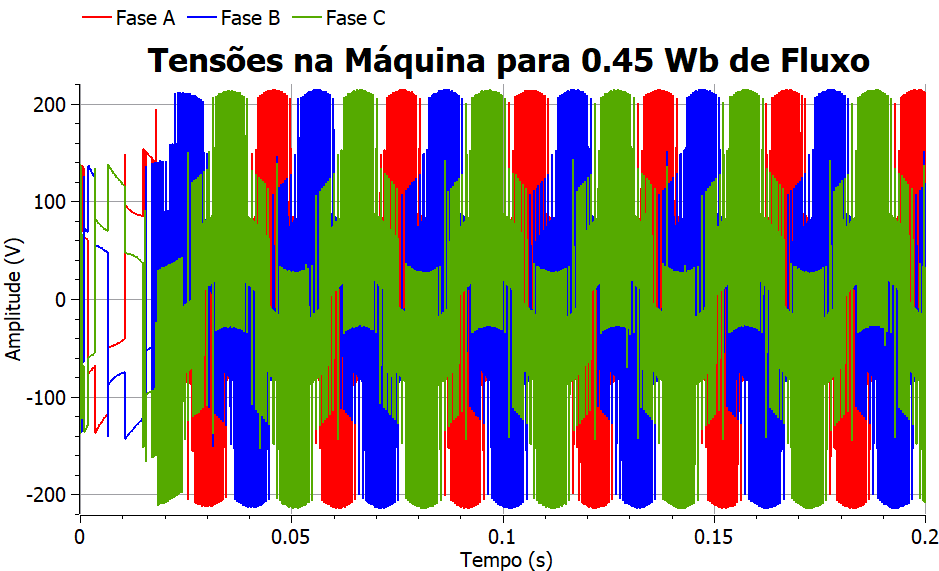 Fase A Fase B Fase C
Tensões na Máquina para 0.45 Wb de Fluxo
Amplitude (V)
200
100
0
-100
-200
0 0.05 0.1 0.15 0.2
Tempo (s)